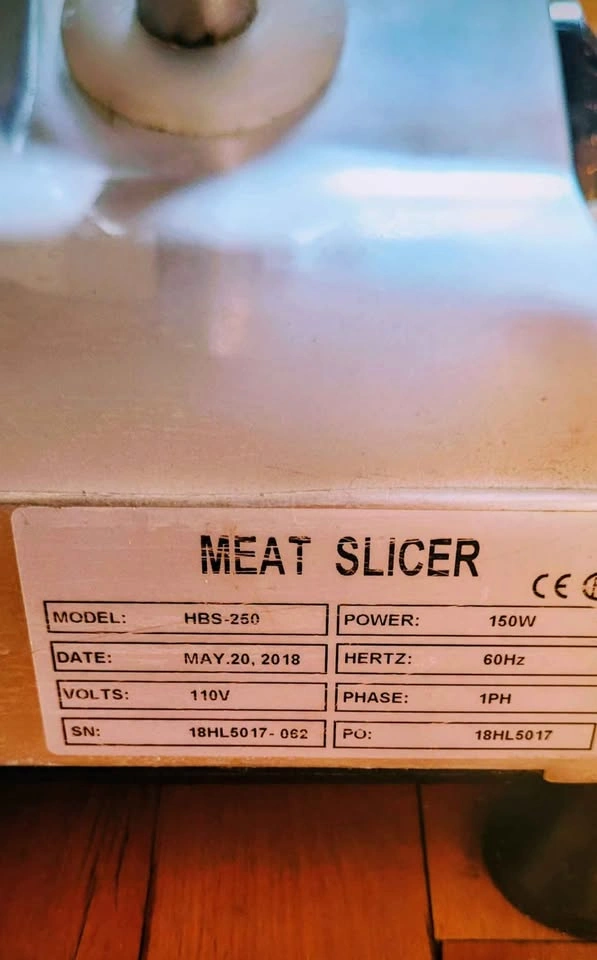 MEAT SLICER
CE
MODEL: HBS-250 POWER: 150W
DATE: MAY.20, 2018 HERTZ: 60Hz
VOLTS: 110V PHASE: 1PH
SN: 18HL5017-062 PO: 18HL5017